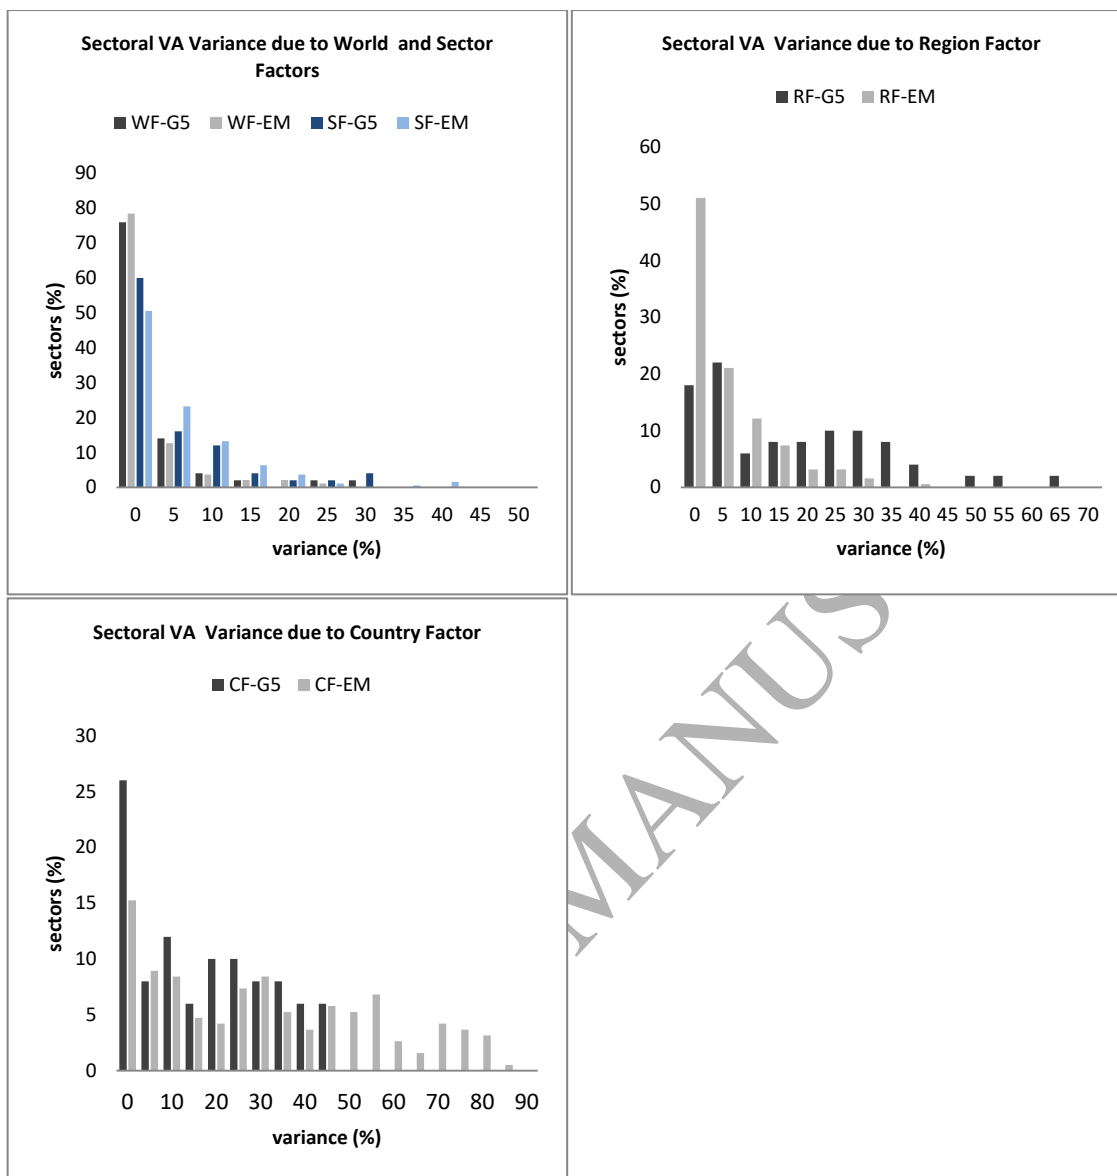 Sectoral VA Variance due to World and Sector
Factors
WF-G5 WF-EM SF-G5 SF-EM
90
80
70
60
50
40
30
20
10
0
sectors (%)
0 5 10 15 20 25 30 35 40 45 50
variance (%)
Sectoral VA Variance due to Region Factor
RF-G5 RF-EM
60
50
40
30
20
10
0
sectors (%)
0 5 10 15 20 25 30 35 40 45 50 55 60 65 70
variance (%)
Sectoral VA Variance due to Country Factor
CF-G5 CF-EM
30
25
20
15
10
5
0
sectors (%)
0 10 20 30 40 50 60 70 80 90
variance (%)
MANUS